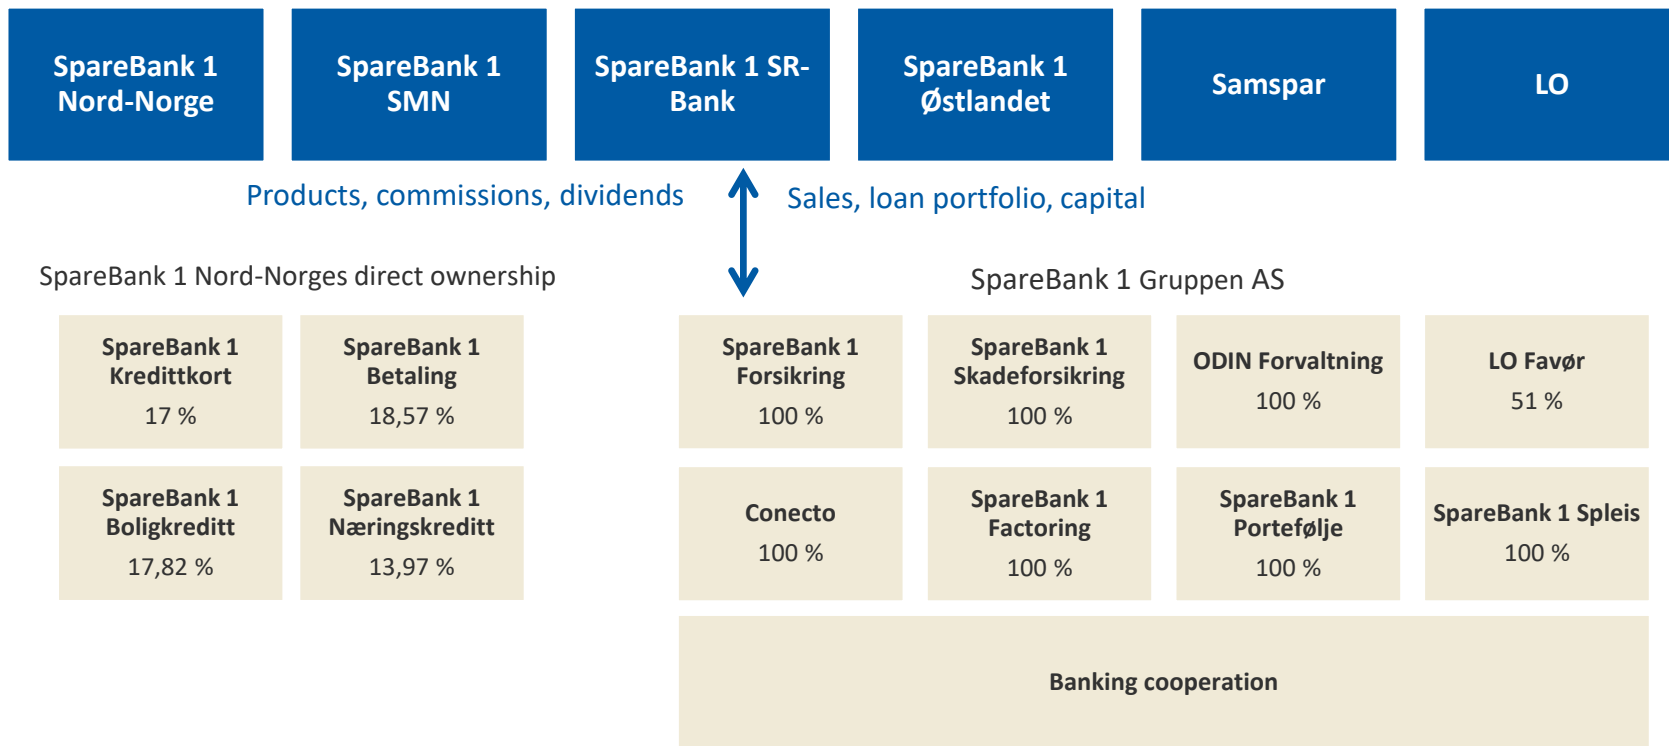 SpareBank 1
Nord-Norge
SpareBank 1
SMN
SpareBank 1 SR-
Bank
SpareBank 1
Østlandet
Samspar
LO
Products, commissions, dividends
Sales, loan portfolio, capital
SpareBank 1 Nord-Norges direct ownership
SpareBank 1
Kredittkort
17 %
SpareBank 1
Betaling
18,57 %
SpareBank 1
Boligkreditt
17,82 %
SpareBank 1
Næringskreditt
13,97 %
SpareBank 1 Gruppen AS
SpareBank 1
Forsikring
100 %
SpareBank 1
Skadeforsikring
100 %
ODIN Forvaltning
100 %
LO Favør
51 %
Conecto
100 %
SpareBank 1
Factoring
100 %
SpareBank 1
Portefølje
100 %
SpareBank 1 Spleis
100 %
Banking cooperation